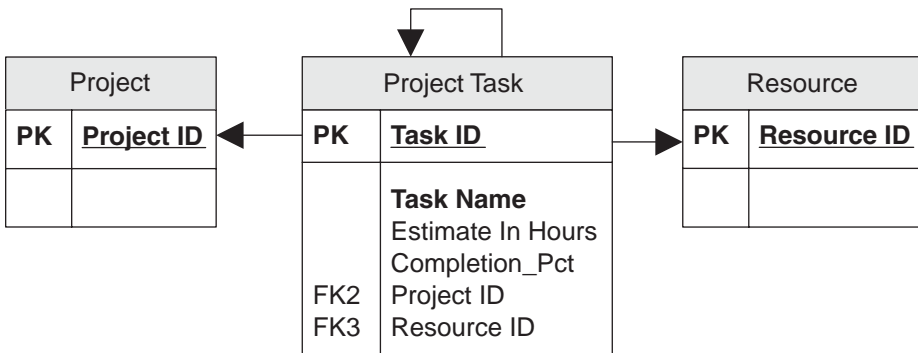 Project
PK Project ID
Project Task
PK Task ID
Task Name
Estimate In Hours
Completion_Pct
FK2 Project ID
FK3 Resource ID
Resource
PK Resource ID